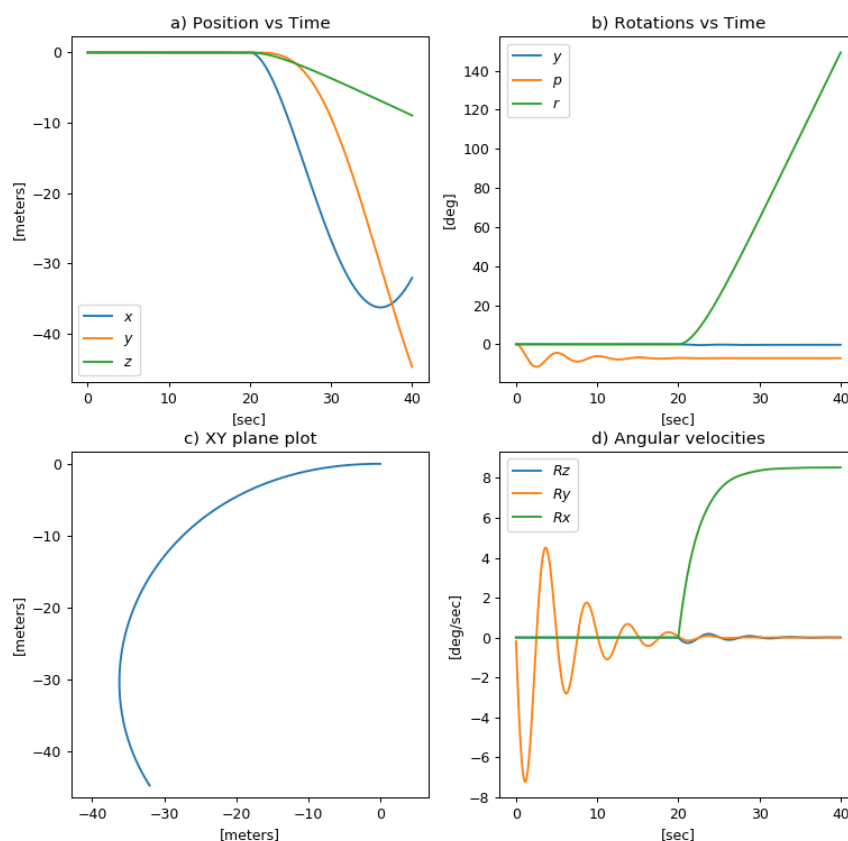 a) Position vs Time
0
−10
−20
−30
−40
[meters]
x
y
z
0
10
20
30
40
[sec]
b) Rotations vs Time
140
120
100
80
60
40
20
0
[deg]
y
p
r
0
10
20
30
40
[sec]
c) XY plane plot
0
−10
−20
−30
−40
[meters]
−40
−30
−20
−10
0
[meters]
d) Angular velocities
8
6
4
2
0
−2
−4
−6
−8
[deg/sec]
Rz
Ry
Rx
0
10
20
30
40
[sec]